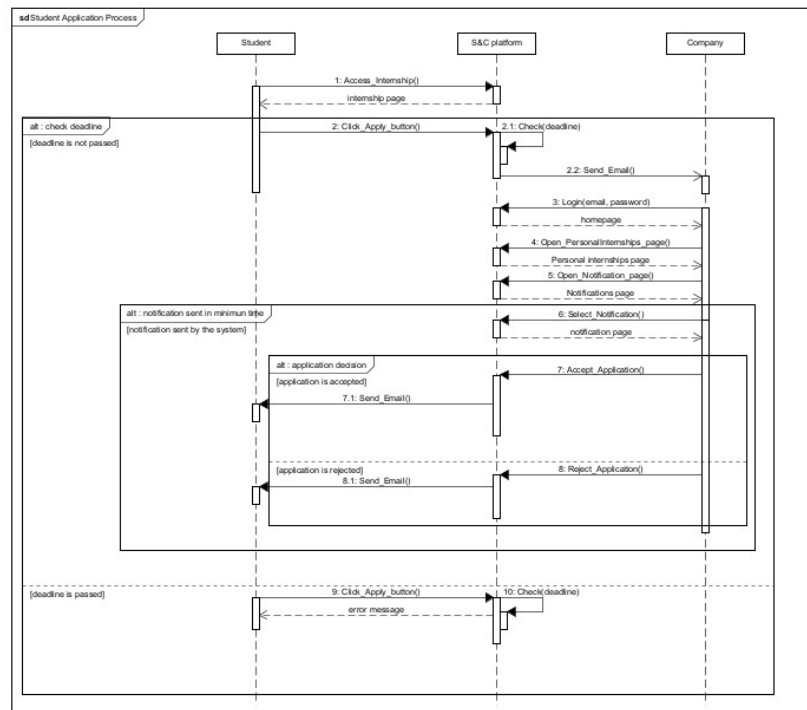 sd Student Application Process
Student
S&C platform
Company
1: Access_Internship()
internship page
alt : check deadline
[deadline is not passed]
2: Click_Apply_button()
2.1: Check(deadline)
2.2: Send_Email()
3: Login(email, password)
homepage
4: Open_PersonalInternships_page()
Personal internships page
5: Open_Notification_page()
Notifications page
alt : notification sent in minimun time
[notification sent by the system]
6: Select_Notification()
notification page
alt : application decision
[application is accepted]
7: Accept_Application()
7.1: Send_Email()
[application is rejected]
8: Reject_Application()
8.1: Send_Email()
[deadline is passed]
9: Click_Apply_button()
10: Check(deadline)
error message